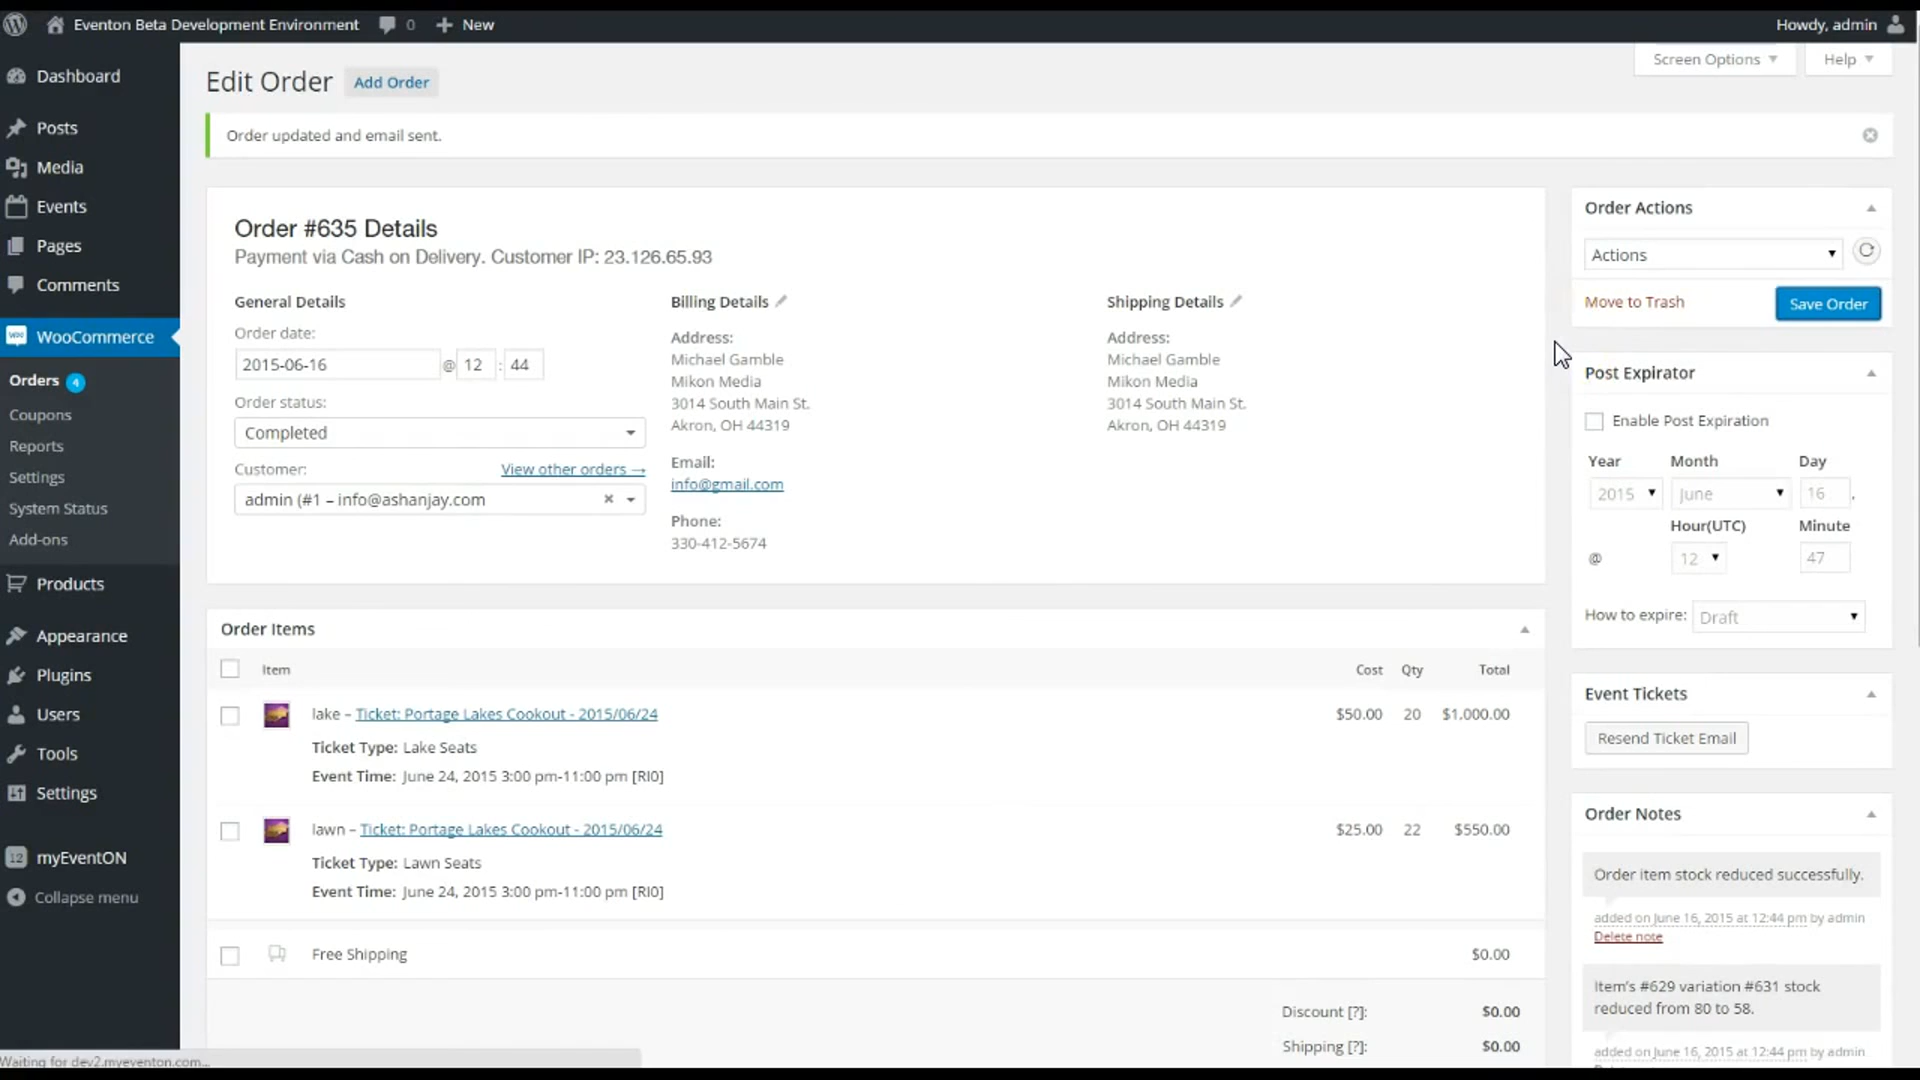 Eventon Beta Development Environment
0
New
Howdy, admin
Dashboard
Posts
Media
Events
Pages
Comments
WooCommerce
Orders 4
Coupons
Reports
Settings
System Status
Add-ons
Products
Appearance
Plugins
Users
Tools
Settings
12 myEventON
Collapse menu
Waiting for dev2.myeventon.com...
Screen Options
Help
Edit Order
Add Order
Order updated and email sent.
Order #635 Details
Payment via Cash on Delivery. Customer IP: 23.126.65.93
General Details
Order date:
2015-06-16 @ 12 : 44
Order status:
Completed
Customer:
View other orders →
admin (#1 – info@ashanjay.com
Billing Details
Address:
Michael Gamble
Mikon Media
3014 South Main St.
Akron, OH 44319
Email:
info@gmail.com
Phone:
330-412-5674
Shipping Details
Address:
Michael Gamble
Mikon Media
3014 South Main St.
Akron, OH 44319
Order Items
Item Cost Qty Total
lake – Ticket: Portage Lakes Cookout - 2015/06/24 $50.00 20 $1,000.00
Ticket Type: Lake Seats
Event Time: June 24, 2015 3:00 pm-11:00 pm [RI0]
lawn – Ticket: Portage Lakes Cookout - 2015/06/24 $25.00 22 $550.00
Ticket Type: Lawn Seats
Event Time: June 24, 2015 3:00 pm-11:00 pm [RI0]
Free Shipping $0.00
Discount [?]: $0.00
Shipping [?]: $0.00
Order Actions
Actions
Move to Trash
Save Order
Post Expirator
Enable Post Expiration
Year Month Day
2015 June 16 ,
Hour(UTC) Minute
@ 12 47
How to expire: Draft
Event Tickets
Resend Ticket Email
Order Notes
Order item stock reduced successfully.
added on June 16, 2015 at 12:44 pm by admin
Delete note
Item's #629 variation #631 stock
reduced from 80 to 58.
added on June 16, 2015 at 12:44 pm by admin